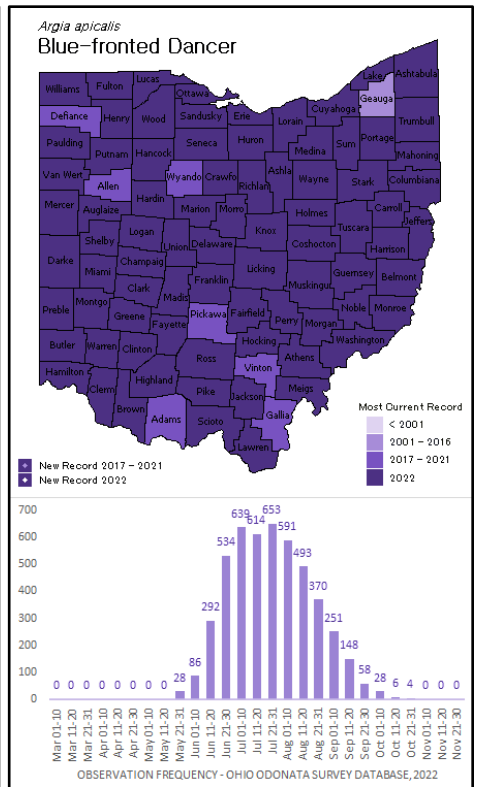 Argia apicalis
Blue-fronted Dancer
Williams Fulton Lucas Ottawa Lake Ashtabula
Geauga
Defiance Henry Wood Sandusky Erie Lorain Cuyahoga Trumbull
Paulding Putnam Hancock Seneca Huron Medina Sum Portage Mahoning
Van Wert Allen Wyando Crawfo Richlan Ashla Wayne Stark Columbiana
Mercer Auglaize Hardin Marion Morro Holmes Carroll Jeffers
Shelby Logan Union Delaware Knox Coshocton Tuscara Harrison
Darke Miami Champaig Licking Muskingu Guernsey Belmont
Clark Madis Franklin
Preble Montgo Greene Fayette Pickawa Fairfield Perry Morgan Noble Monroe
Butler Warren Clinton Ross Hocking Athens Washington
Hamilton Clerm Highland Pike Vinton Jackson Meigs
Brown Adams Scioto Gallia
Lawren
Most Current Record
< 2001
2001 - 2016
2017 - 2021
2022
New Record 2017 - 2021
New Record 2022
700
600
500
400
300
200
100
0
0 0 0 0 0 0 0 0 28 86 292 534 639 614 653 591 493 370 251 148 58 28 6 4 0 0 0
Mar 01-10
Mar 11-20
Mar 21-31
Apr 01-10
Apr 11-20
Apr 21-30
May 01-10
May 11-20
May 21-31
Jun 01-10
Jun 11-20
Jun 21-30
Jul 01-10
Jul 11-20
Jul 21-31
Aug 01-10
Aug 11-20
Aug 21-31
Sep 01-10
Sep 11-20
Sep 21-30
Oct 01-10
Oct 11-20
Oct 21-31
Nov 01-10
Nov 11-20
Nov 21-30
OBSERVATION FREQUENCY - OHIO ODONATA SURVEY DATABASE, 2022